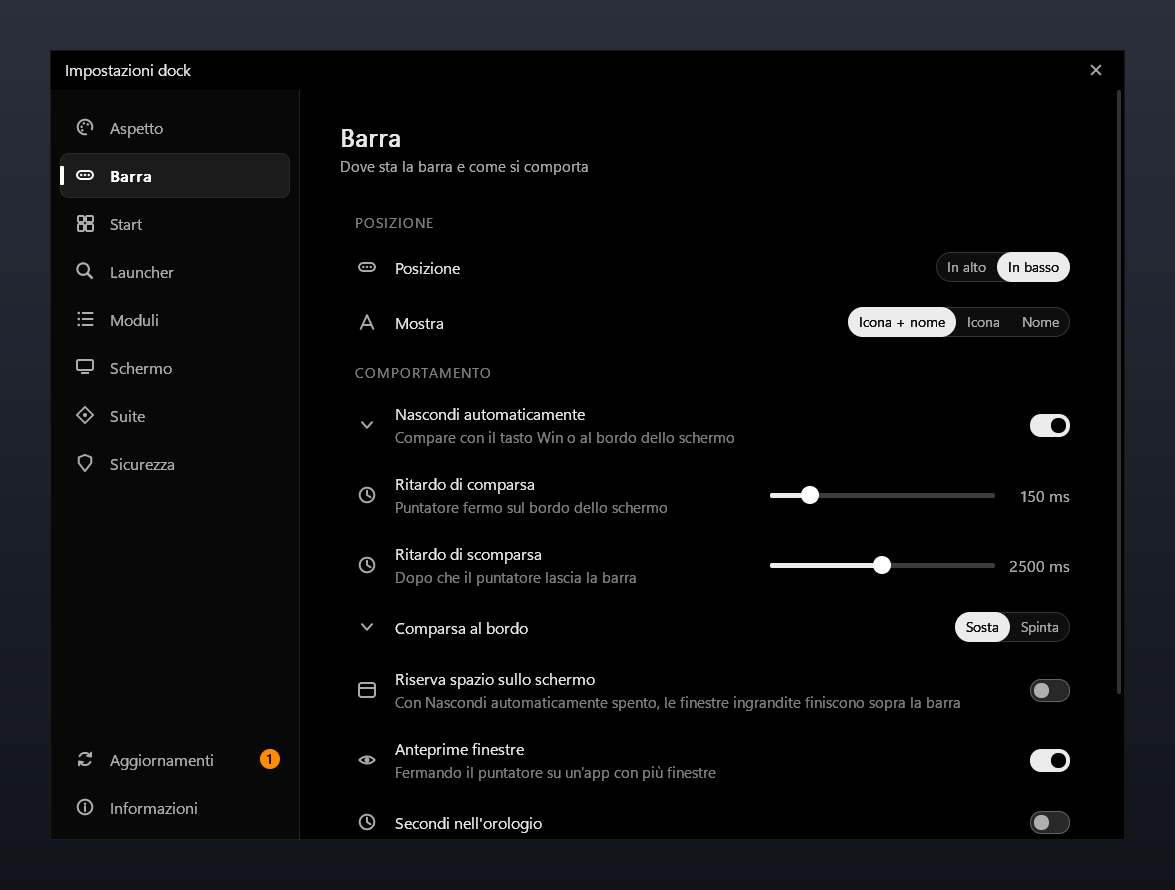 Impostazioni dock
Aspetto
Barra
Start
Launcher
Moduli
Schermo
Suite
Sicurezza
Aggiornamenti 1
Informazioni
Barra
Dove sta la barra e come si comporta
POSIZIONE
Posizione In alto In basso
Mostra Icona + nome Icona Nome
COMPORTAMENTO
Nascondi automaticamente
Compare con il tasto Win o al bordo dello schermo
Ritardo di comparsa
Puntatore fermo sul bordo dello schermo
150 ms
Ritardo di scomparsa
Dopo che il puntatore lascia la barra
2500 ms
Comparsa al bordo Sosta Spinta
Riserva spazio sullo schermo
Con Nascondi automaticamente spento, le finestre ingrandite finiscono sopra la barra
Anteprime finestre
Fermando il puntatore su un'app con più finestre
Secondi nell'orologio